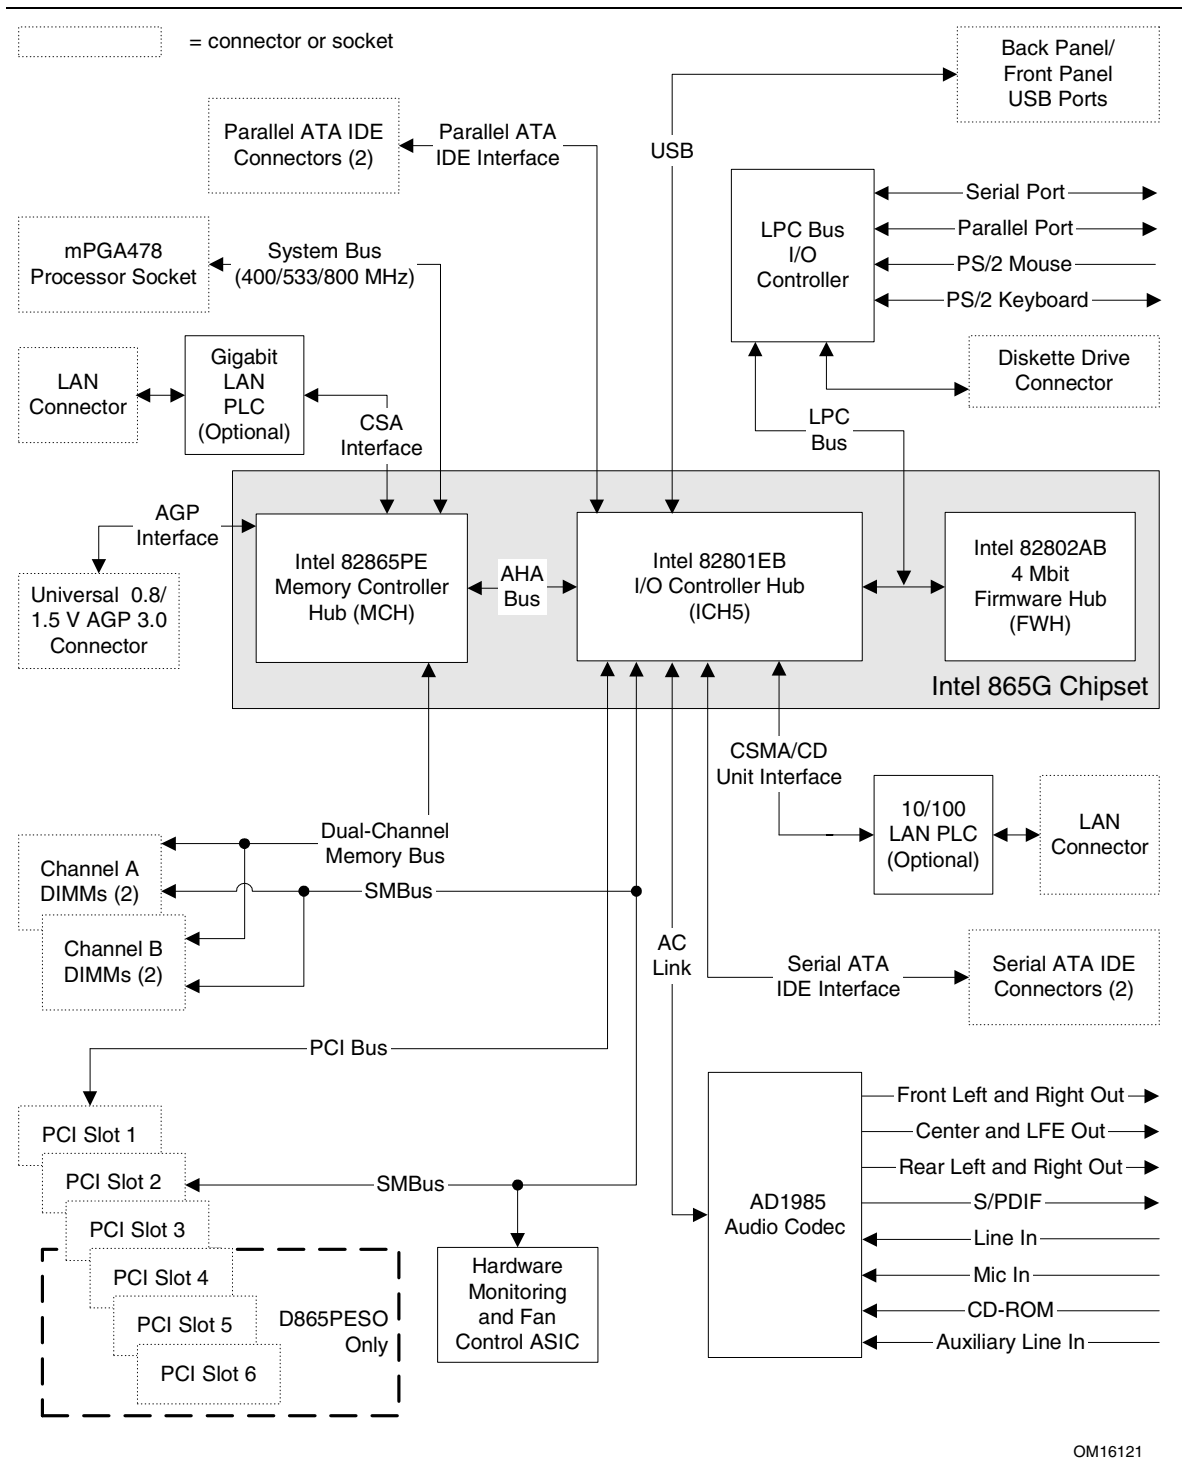 = connector or socket
Back Panel/
Front Panel
USB Ports
Parallel ATA IDE
Connectors (2)
Parallel ATA
IDE Interface
USB
LPC Bus
I/O
Controller
Serial Port
Parallel Port
PS/2 Mouse
PS/2 Keyboard
mPGA478
Processor Socket
System Bus
(400/533/800 MHz)
LAN
Connector
Gigabit
LAN
PLC
(Optional)
CSA
Interface
Diskette Drive
Connector
LPC
Bus
AGP
Interface
Universal 0.8/
1.5 V AGP 3.0
Connector
Intel 82865PE
Memory Controller
Hub (MCH)
AHA
Bus
Intel 82801EB
I/O Controller Hub
(ICH5)
Intel 82802AB
4 Mbit
Firmware Hub
(FWH)
Intel 865G Chipset
CSMA/CD
Unit Interface
10/100
LAN PLC
(Optional)
LAN
Connector
Dual-Channel
Memory Bus
Channel A
DIMMs (2)
SMBus
Channel B
DIMMs (2)
AC
Link
Serial ATA
IDE Interface
Serial ATA IDE
Connectors (2)
PCI Bus
PCI Slot 1
PCI Slot 2
PCI Slot 3
PCI Slot 4
PCI Slot 5
PCI Slot 6
D865PESO
Only
SMBus
Hardware
Monitoring
and Fan
Control ASIC
AD1985
Audio Codec
Front Left and Right Out
Center and LFE Out
Rear Left and Right Out
S/PDIF
Line In
Mic In
CD-ROM
Auxiliary Line In
OM16121